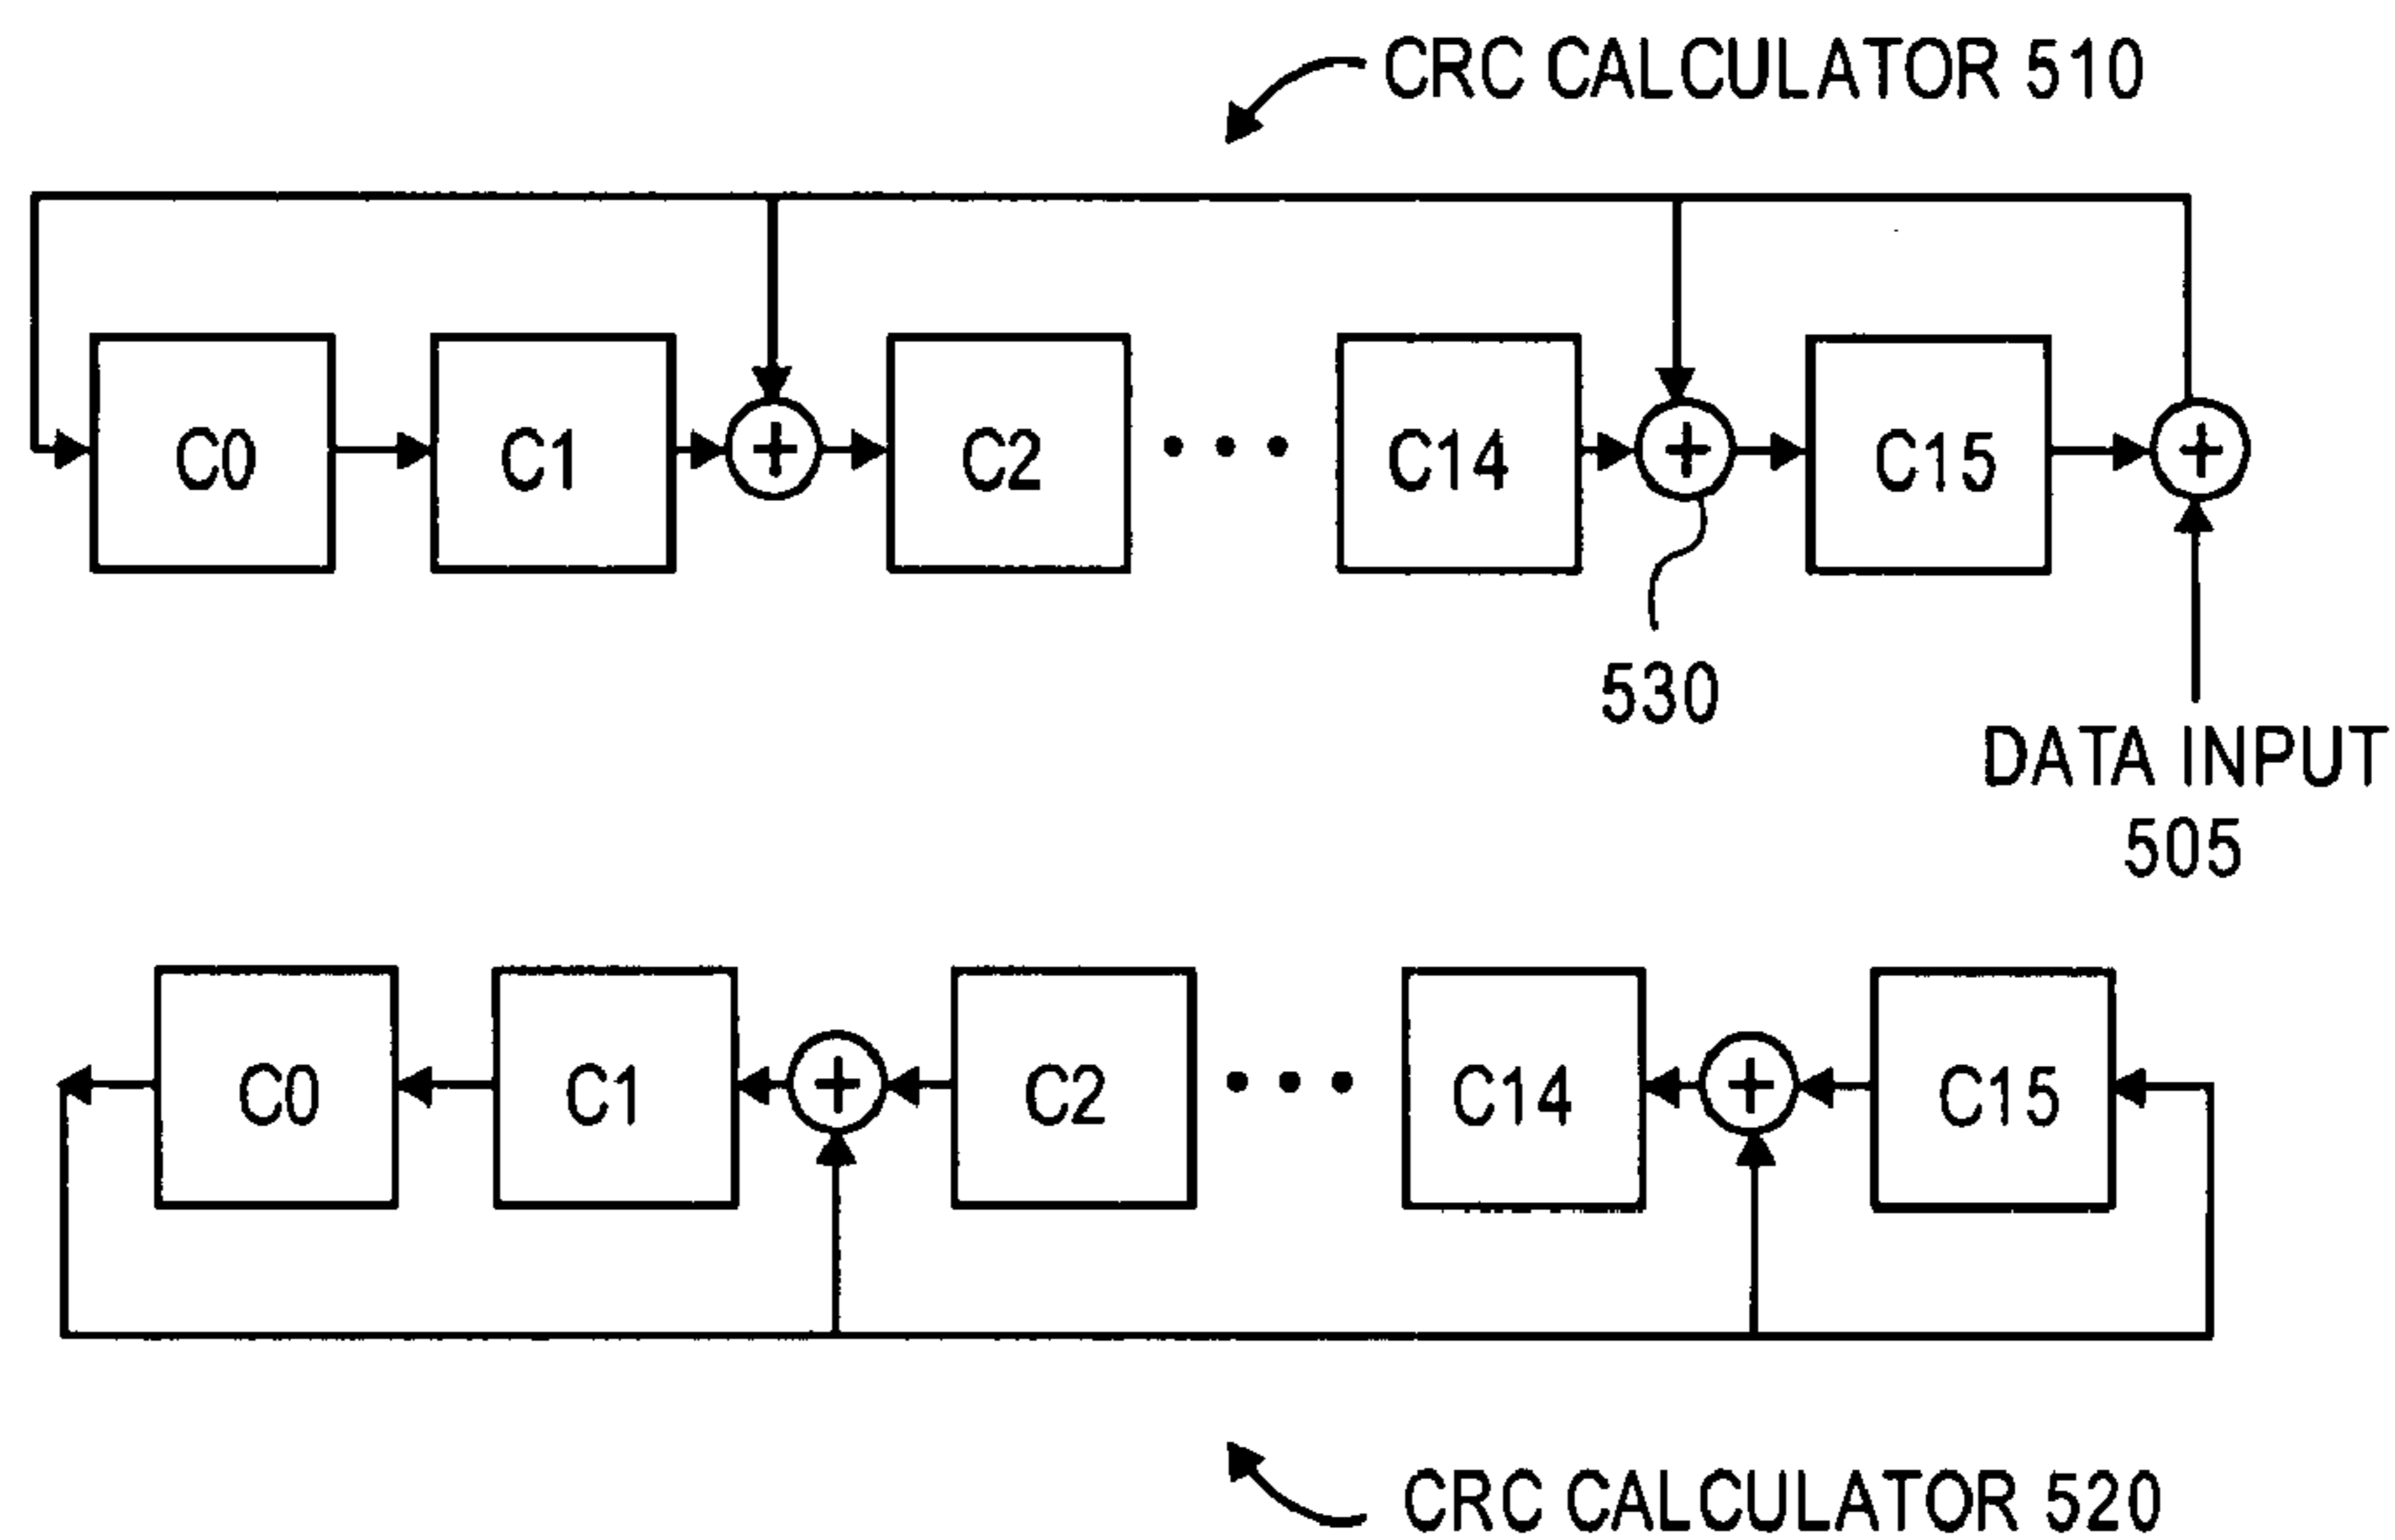 CRC CALCULATOR 510
C0 C1 + C2 • • • C14 + C15 +
530
DATA INPUT
505
C0 C1 + C2 • • • C14 + C15
CRC CALCULATOR 520